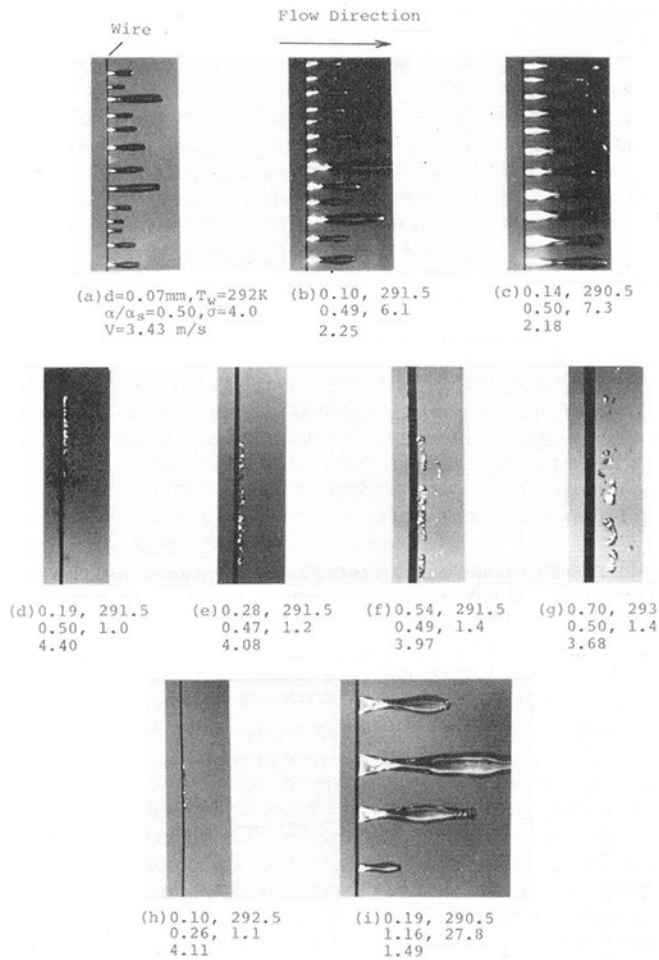 Flow Direction
Wire
(a) d=0.07mm, T_w=292K
α/α_s=0.50, σ=4.0
V=3.43 m/s
(b) 0.10, 291.5
0.49, 6.1
2.25
(c) 0.14, 290.5
0.50, 7.3
2.18
(d) 0.19, 291.5
0.50, 1.0
4.40
(e) 0.28, 291.5
0.47, 1.2
4.08
(f) 0.54, 291.5
0.49, 1.4
3.97
(g) 0.70, 293
0.50, 1.4
3.68
(h) 0.10, 292.5
0.26, 1.1
4.11
(i) 0.19, 290.5
1.16, 27.8
1.49